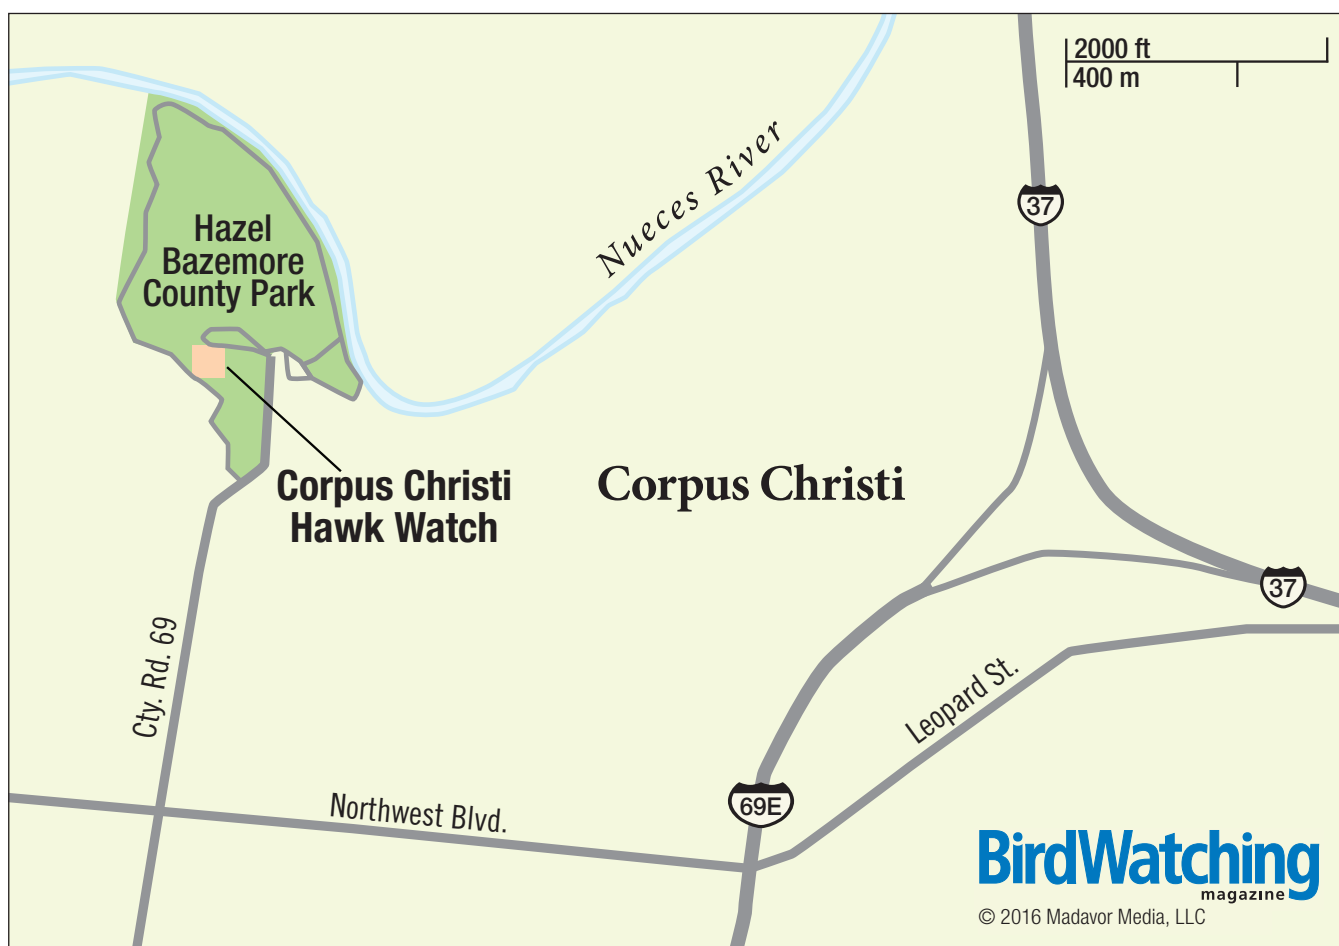 2000 ft
400 m
Nueces River
37
Hazel
Bazemore
County Park
Corpus Christi
Hawk Watch
Corpus Christi
37
Cty. Rd. 69
Leopard St.
69E
Northwest Blvd.
BirdWatching
magazine
© 2016 Madavor Media, LLC